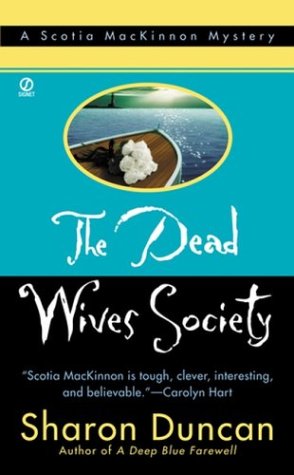 A Scotia MacKinnon Mystery
SIGNET
The Dead
Wives Society
“Scotia MacKinnon is tough, clever, interesting,
and believable.”—Carolyn Hart
Sharon Duncan
Author of A Deep Blue Farewell